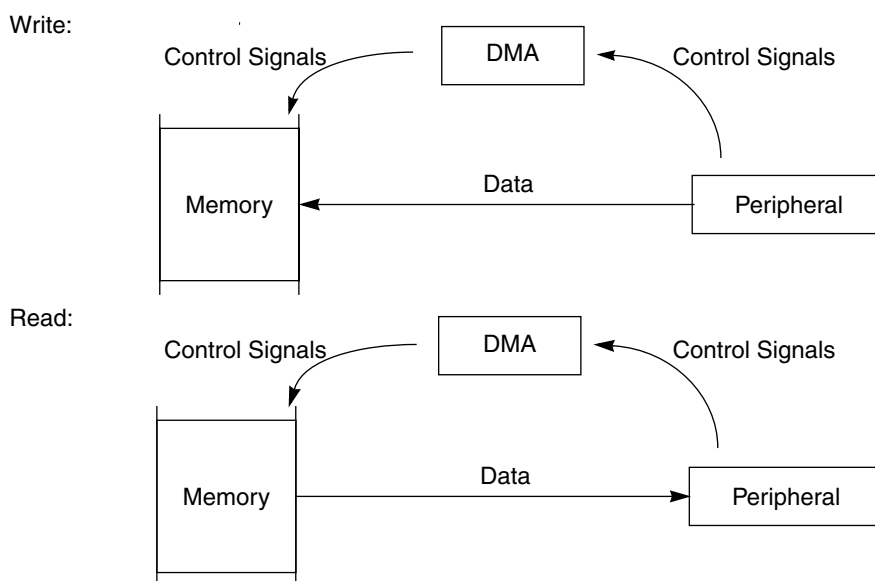 Write:
Control Signals
DMA
Control Signals
Data
Memory
Peripheral
Read:
Control Signals
DMA
Control Signals
Data
Memory
Peripheral